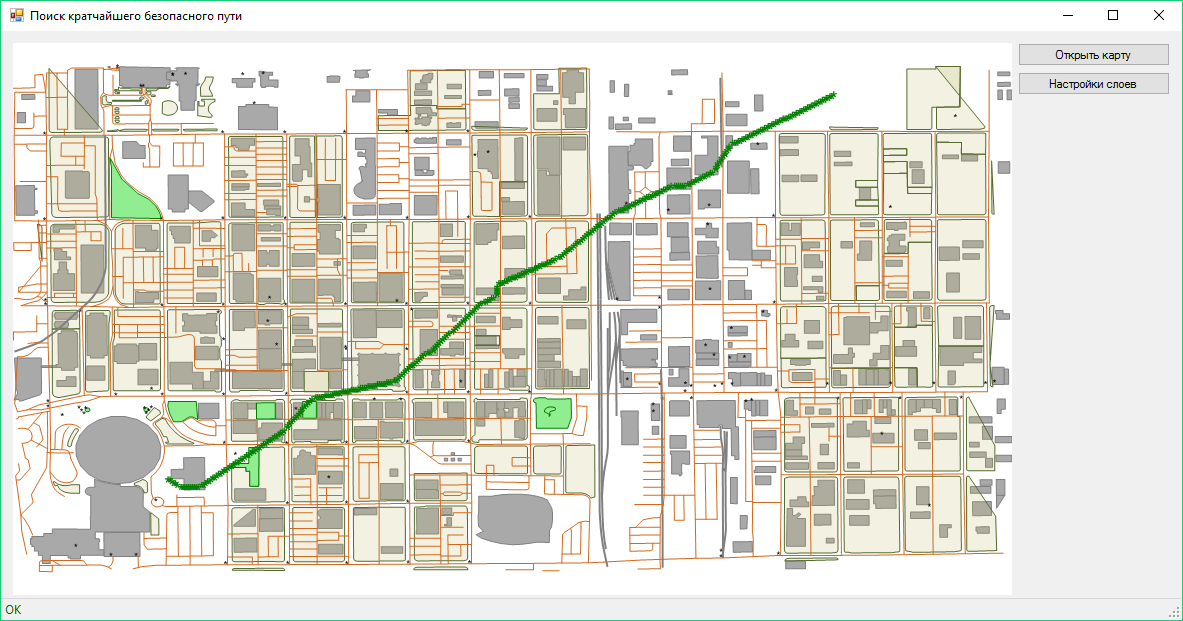 Поиск кратчайшего безопасного пути
Открыть карту
Настройки слоев
OK